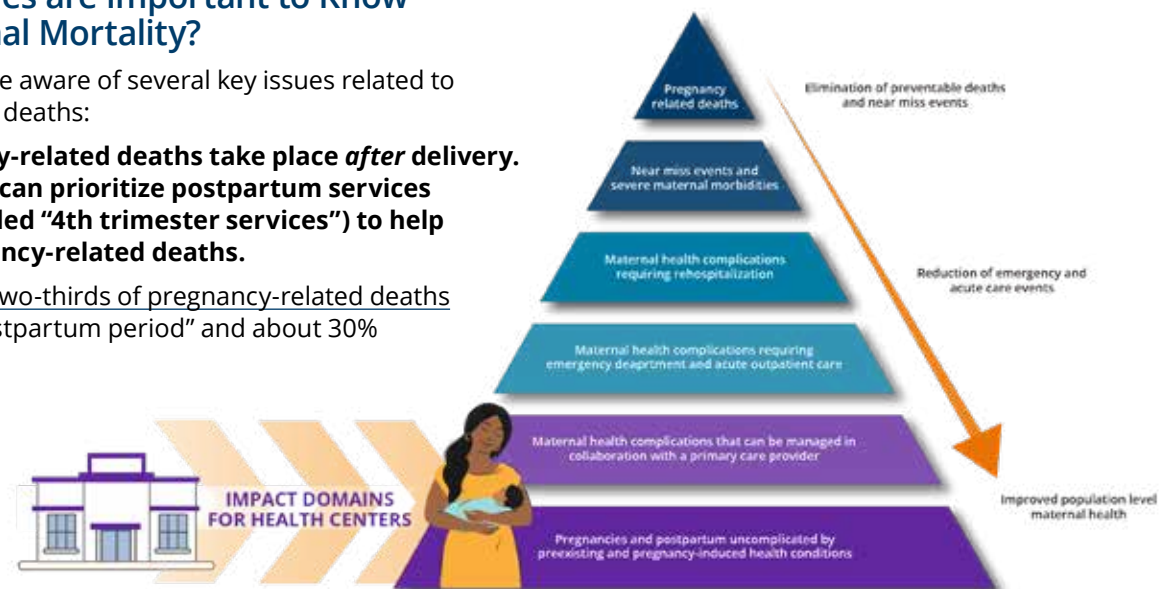 es are Important to Know
nal Mortality?
e aware of several key issues related to
deaths:
y-related deaths take place after delivery.
can prioritize postpartum services
led “4th trimester services”) to help
ncy-related deaths.
two-thirds of pregnancy-related deaths
stpartum period” and about 30%
Pregnancy
related deaths
Near miss events and
severe maternal morbidities
Maternal health complications
requiring rehospitalization
Maternal health complications requiring
emergency deaprtment and acute outpatient care
Maternal health complications that can be managed in
collaboration with a primary care provider
Pregnancies and postpartum uncomplicated by
preexisting and pregnancy-induced health conditions
Elimination of preventable deaths
and near miss events
Reduction of emergency and
acute care events
Improved population level
maternal health
IMPACT DOMAINS
FOR HEALTH CENTERS